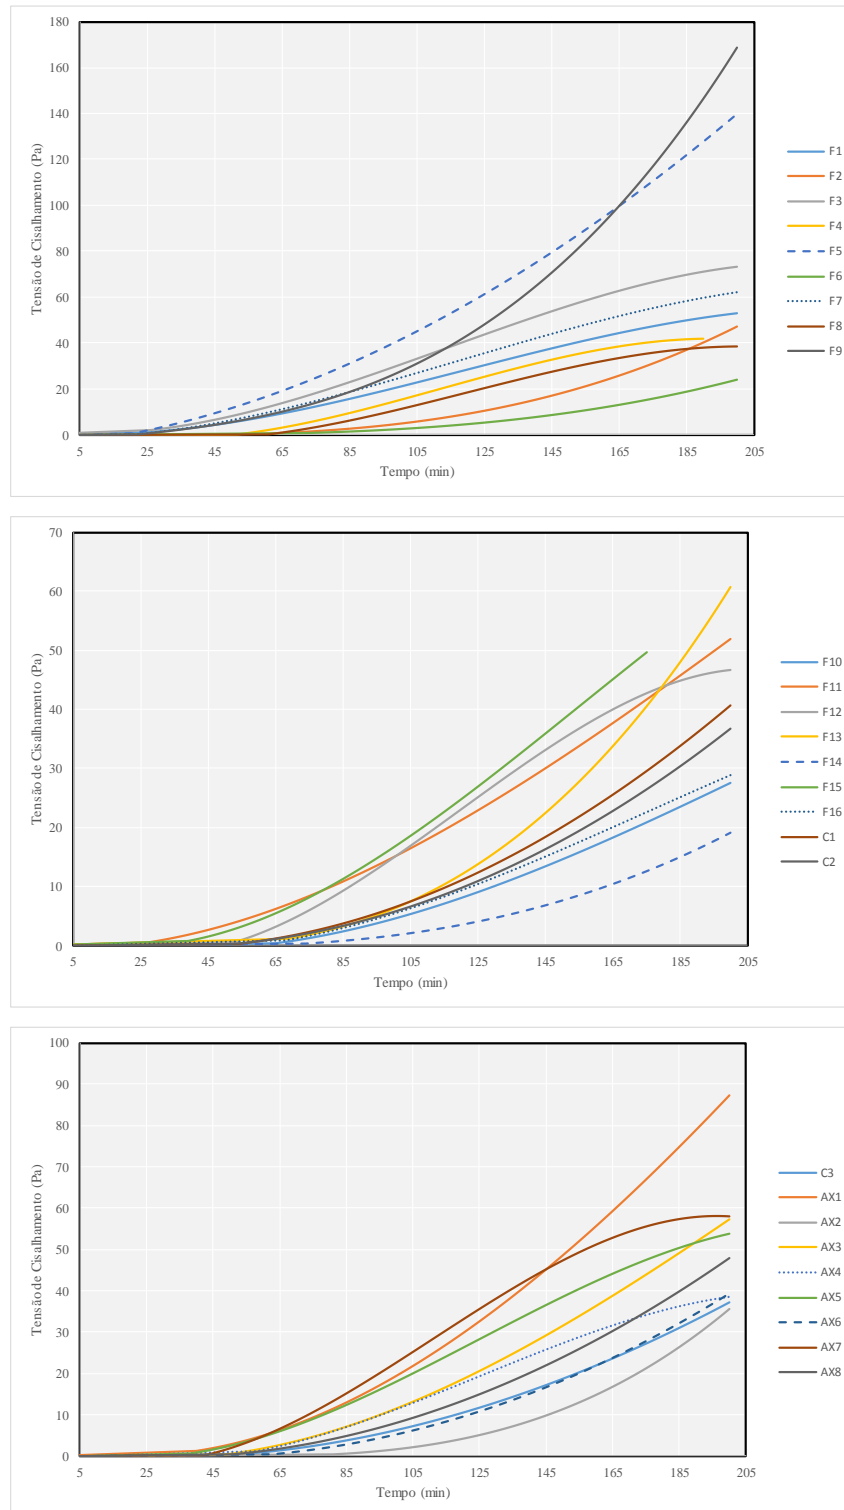 180
160
140
120
100
80
60
40
20
0
Tensão de Cisalhamento (Pa)
5 25 45 65 85 105 125 145 165 185 205
Tempo (min)
F1
F2
F3
F4
F5
F6
F7
F8
F9
70
60
50
40
30
20
10
0
Tensão de Cisalhamento (Pa)
5 25 45 65 85 105 125 145 165 185 205
Tempo (min)
F10
F11
F12
F13
F14
F15
F16
C1
C2
100
90
80
70
60
50
40
30
20
10
0
Tensão de Cisalhamento (Pa)
5 25 45 65 85 105 125 145 165 185 205
Tempo (min)
C3
AX1
AX2
AX3
AX4
AX5
AX6
AX7
AX8